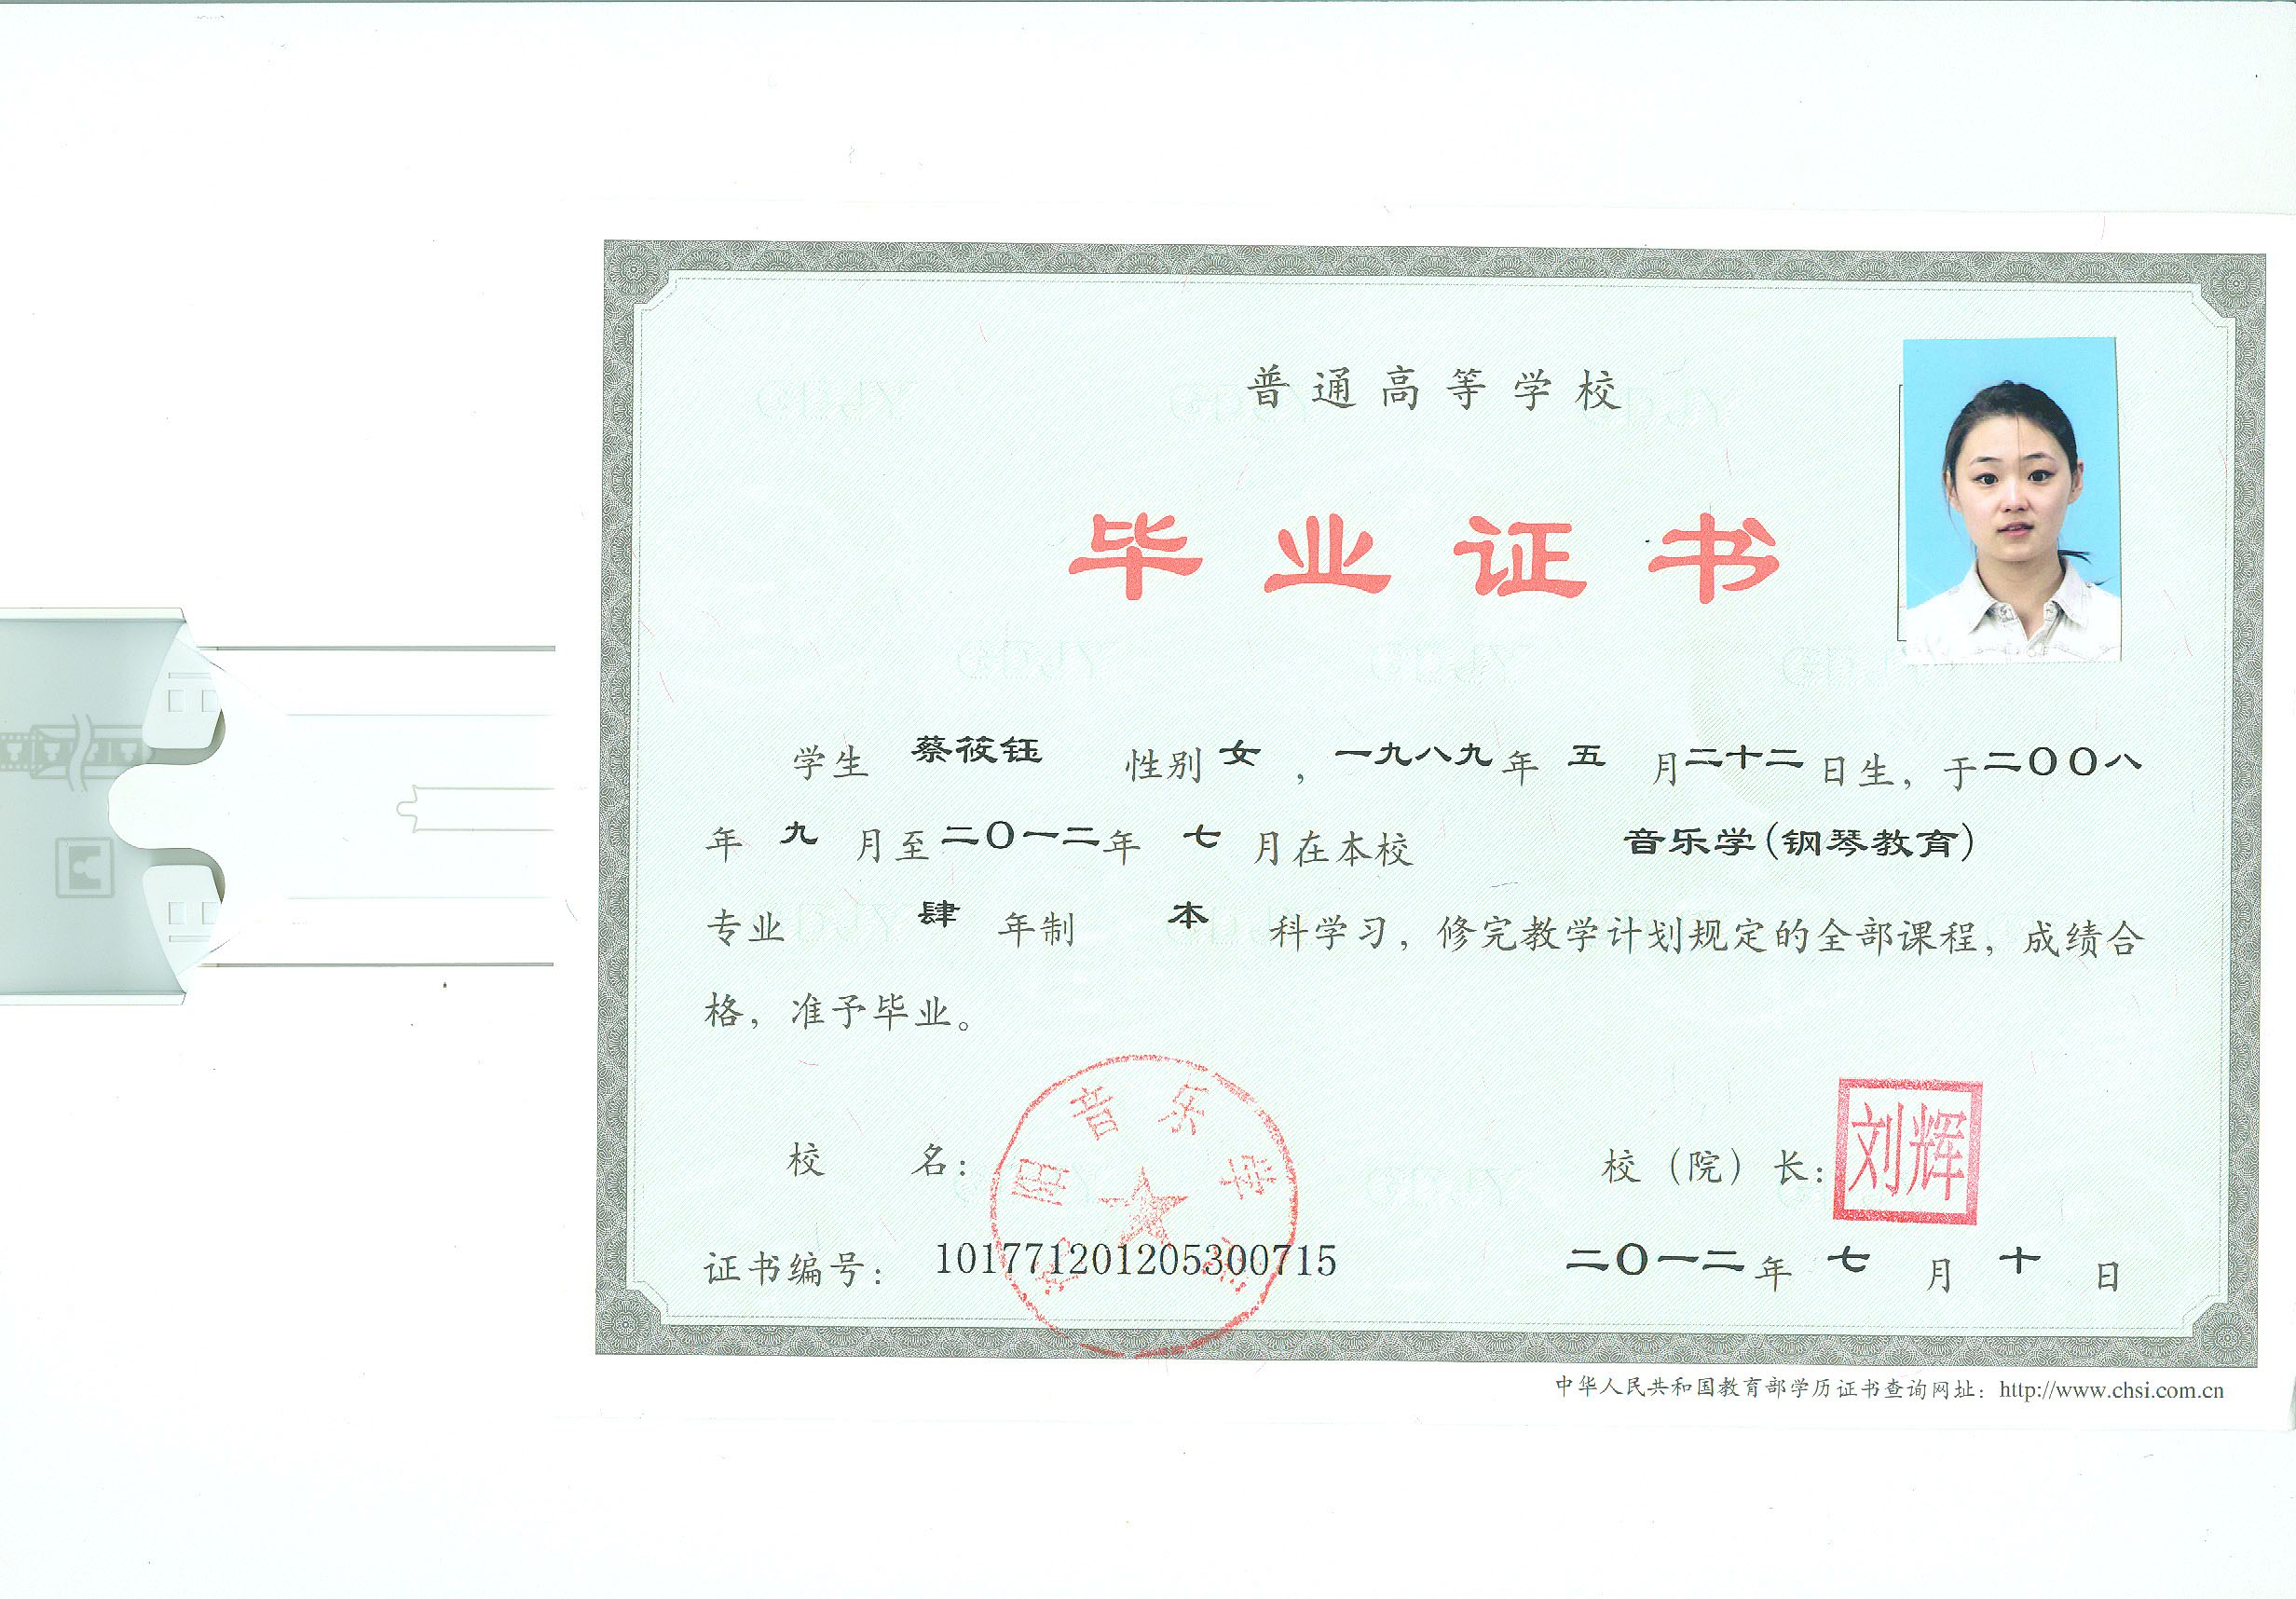 普通高等学校
毕业证书
学生 蔡筱钰 性别 女 ，一九八九年 五 月二十二日生，于二〇〇八
年 九 月至二〇一二年 七 月在本校 音乐学(钢琴教育)
专业 肆 年制 本 科学习，修完教学计划规定的全部课程，成绩合
格，准予毕业。
校 名：
沈阳音乐学院
校（院）长：刘辉
证书编号： 101771201205300715
二〇一二年 七 月 十 日
中华人民共和国教育部学历证书查询网址：http://www.chsi.com.cn